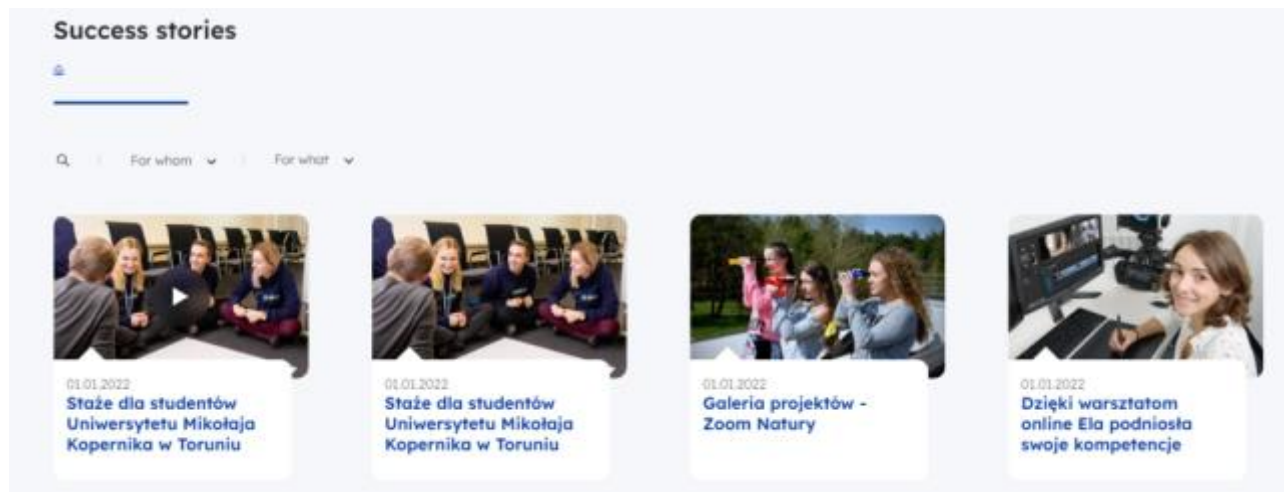 Success stories
For whom
For what
01.01.2022
Staże dla studentów
Uniwersytetu Mikołaja
Kopernika w Toruniu
01.01.2022
Staże dla studentów
Uniwersytetu Mikołaja
Kopernika w Toruniu
01.01.2022
Galeria projektów -
Zoom Natury
01.01.2022
Dzięki warsztatom
online Ela podniosła
swoje kompetencje